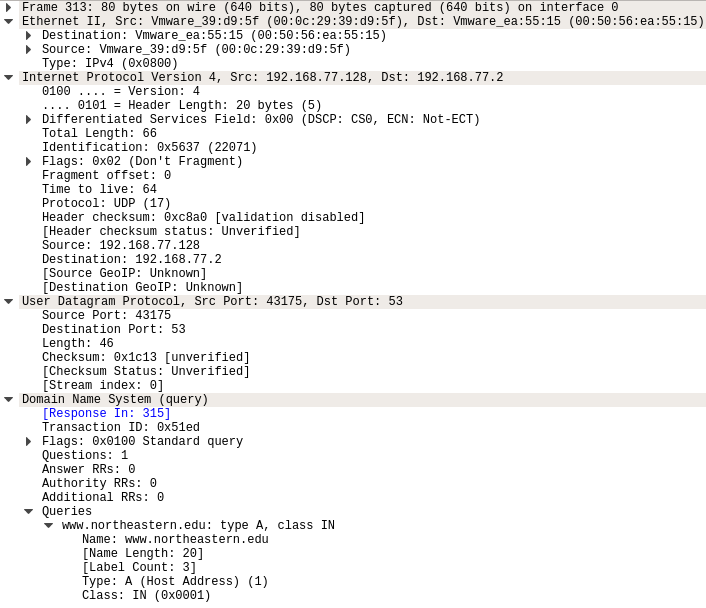 Frame 313: 80 bytes on wire (640 bits), 80 bytes captured (640 bits) on interface 0
Ethernet II, Src: Vmware_39:d9:5f (00:0c:29:39:d9:5f), Dst: Vmware_ea:55:15 (00:50:56:ea:55:15)
Destination: Vmware_ea:55:15 (00:50:56:ea:55:15)
Source: Vmware_39:d9:5f (00:0c:29:39:d9:5f)
Type: IPv4 (0x0800)
Internet Protocol Version 4, Src: 192.168.77.128, Dst: 192.168.77.2
0100 .... = Version: 4
.... 0101 = Header Length: 20 bytes (5)
Differentiated Services Field: 0x00 (DSCP: CS0, ECN: Not-ECT)
Total Length: 66
Identification: 0x5637 (22071)
Flags: 0x02 (Don't Fragment)
Fragment offset: 0
Time to live: 64
Protocol: UDP (17)
Header checksum: 0xc8a0 [validation disabled]
[Header checksum status: Unverified]
Source: 192.168.77.128
Destination: 192.168.77.2
[Source GeoIP: Unknown]
[Destination GeoIP: Unknown]
User Datagram Protocol, Src Port: 43175, Dst Port: 53
Source Port: 43175
Destination Port: 53
Length: 46
Checksum: 0x1c13 [unverified]
[Checksum Status: Unverified]
[Stream index: 0]
Domain Name System (query)
[Response In: 315]
Transaction ID: 0x51ed
Flags: 0x0100 Standard query
Questions: 1
Answer RRs: 0
Authority RRs: 0
Additional RRs: 0
Queries
www.northeastern.edu: type A, class IN
Name: www.northeastern.edu
[Name Length: 20]
[Label Count: 3]
Type: A (Host Address) (1)
Class: IN (0x0001)